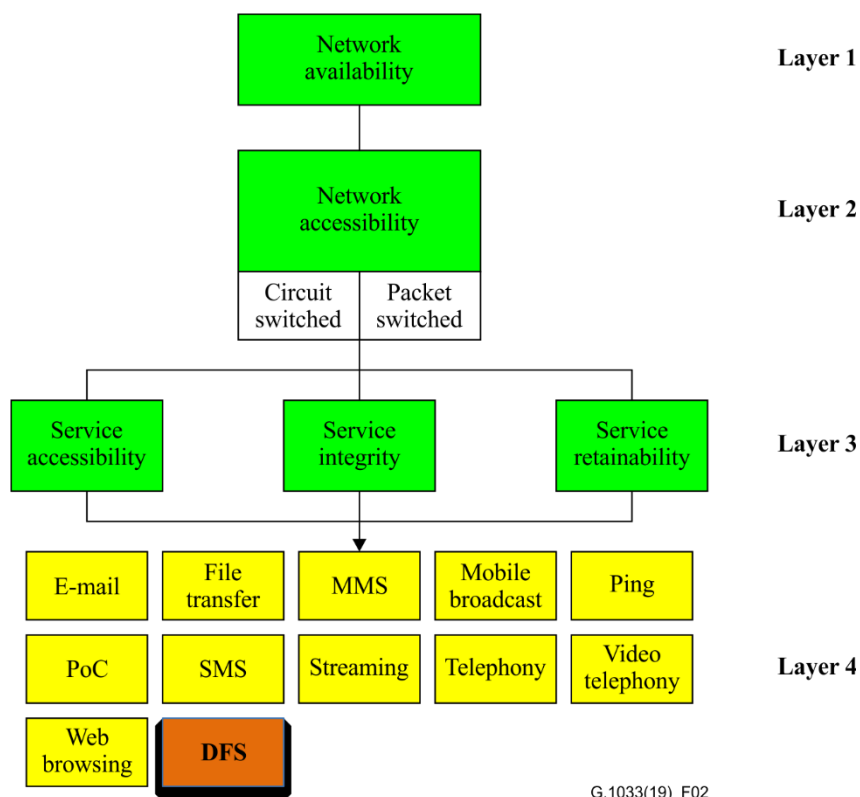 Network
availability
Layer 1
Network
accessibility
Layer 2
Circuit
switched
Packet
switched
Service
accessibility
Service
integrity
Service
retainability
Layer 3
E-mail
File
transfer
MMS
Mobile
broadcast
Ping
PoC
SMS
Streaming
Telephony
Video
telephony
Layer 4
Web
browsing
DFS
G.1033(19)_F02